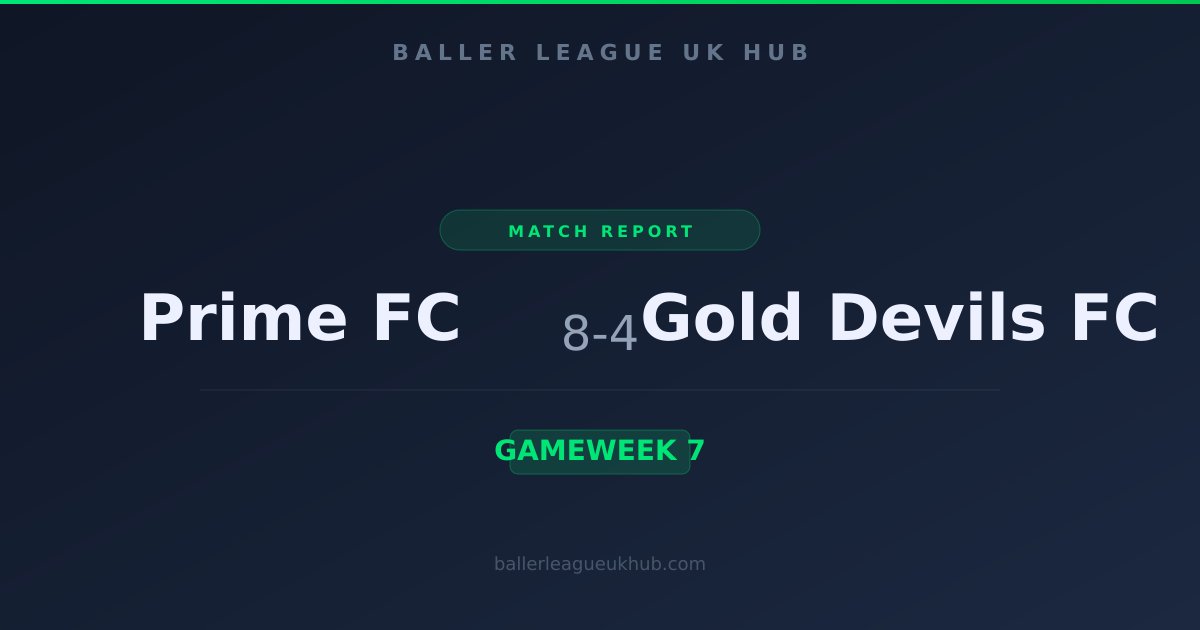 BALLER LEAGUE UK HUB
MATCH REPORT
Prime FC 8-4 Gold Devils FC
GAMEWEEK 7
ballerleagueukhub.com